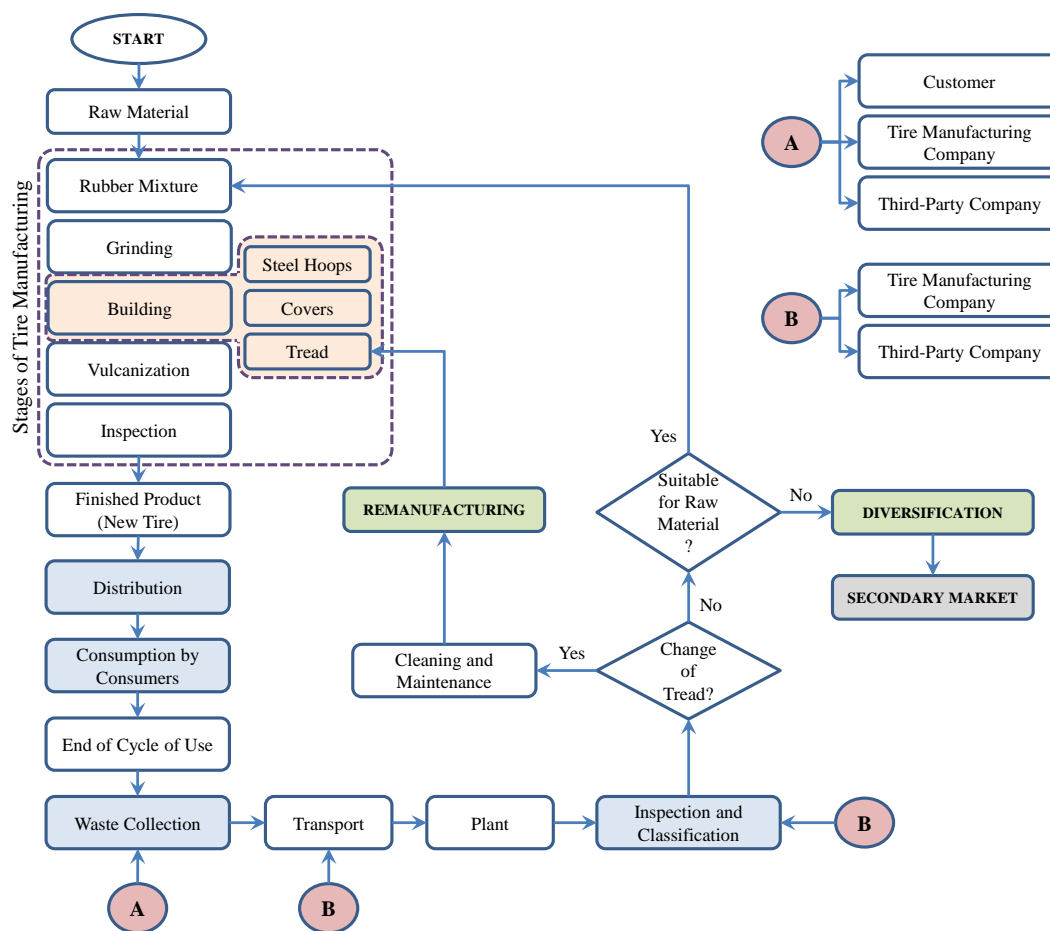 START
Raw Material
Stages of Tire Manufacturing
Rubber Mixture
Grinding
Building
Vulcanization
Inspection
Steel Hoops
Covers
Tread
Finished Product
(New Tire)
Distribution
Consumption by
Consumers
End of Cycle of Use
Waste Collection
A
Transport
B
Plant
Inspection and
Classification
B
Change
of
Tread?
Yes
Cleaning and
Maintenance
REMANUFACTURING
No
Suitable
for Raw
Material
?
Yes
No
DIVERSIFICATION
SECONDARY MARKET
A
Customer
Tire Manufacturing
Company
Third-Party Company
B
Tire Manufacturing
Company
Third-Party Company